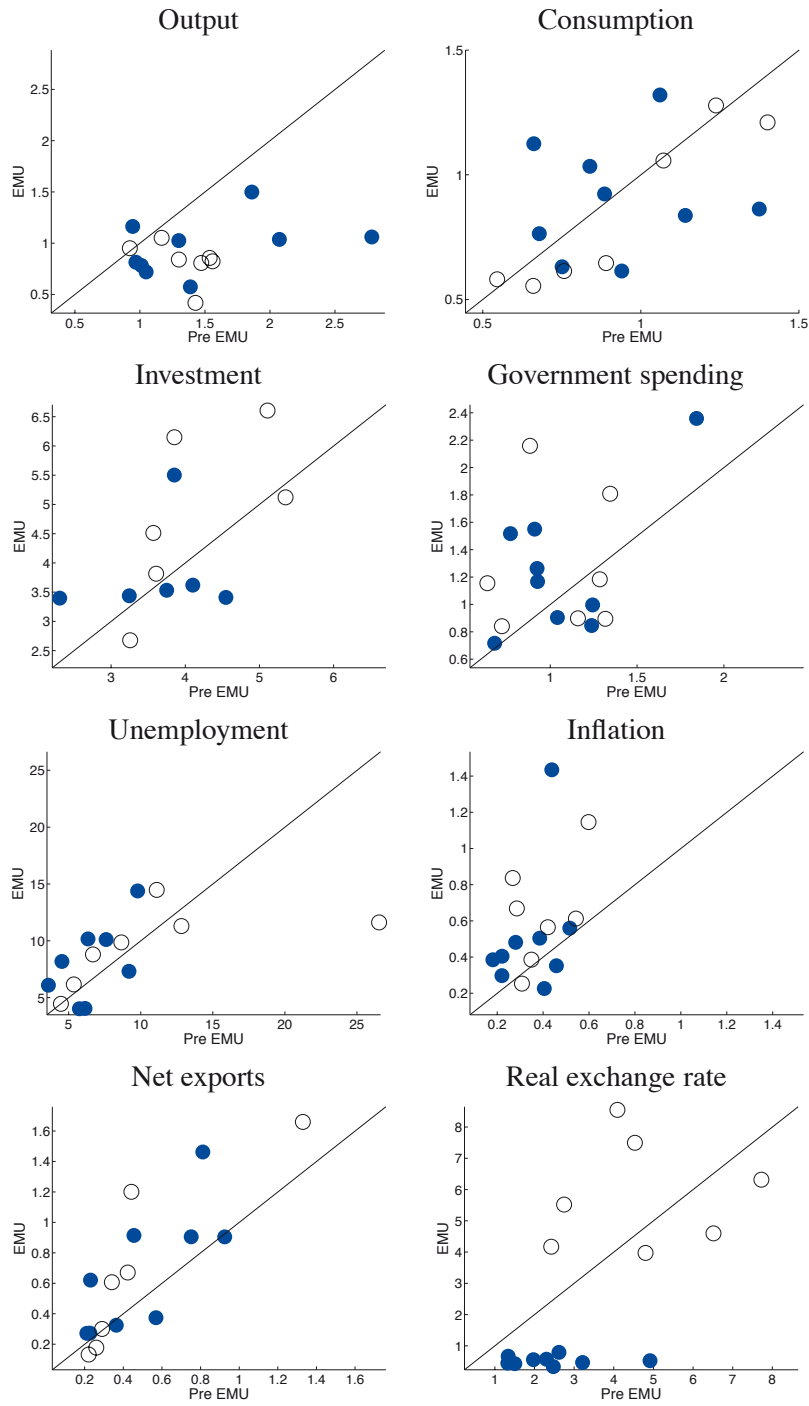 Output
2.5
2
1.5
1
0.5
EMU
0.5 1 1.5 2 2.5
Pre EMU
Consumption
1.5
1
0.5
EMU
0.5 1 1.5
Pre EMU
Investment
6.5
6
5.5
5
4.5
4
3.5
3
2.5
EMU
3 4 5 6
Pre EMU
Government spending
2.4
2.2
2
1.8
1.6
1.4
1.2
1
0.8
0.6
EMU
1 1.5 2
Pre EMU
Unemployment
25
20
15
10
5
EMU
5 10 15 20 25
Pre EMU
Inflation
1.4
1.2
1
0.8
0.6
0.4
0.2
EMU
0.2 0.4 0.6 0.8 1 1.2 1.4
Pre EMU
Net exports
1.6
1.4
1.2
1
0.8
0.6
0.4
0.2
EMU
0.2 0.4 0.6 0.8 1 1.2 1.4 1.6
Pre EMU
Real exchange rate
8
7
6
5
4
3
2
1
EMU
1 2 3 4 5 6 7 8
Pre EMU